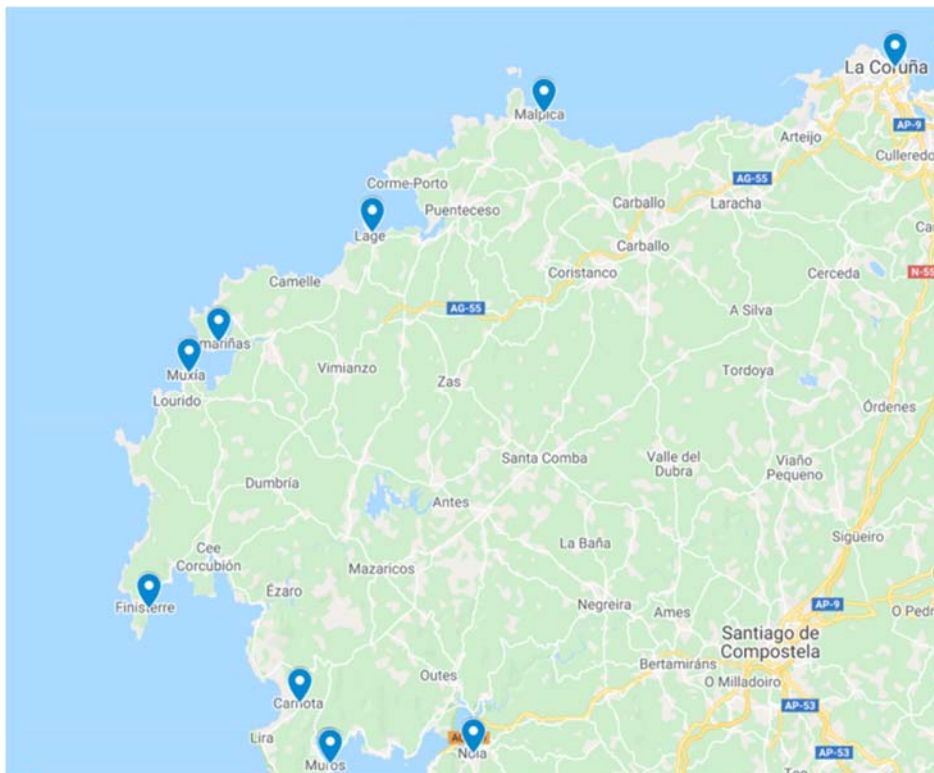 La Coruña
Malpica
AP-9
Arteijo
Culleredo
Corme-Porto
AG-55
Carballo
Laracha
Puenteceso
Lage
Carballo
Coristanco
Cerceda
N-55
Camelle
AG-55
A Silva
mariñas
Vimianzo
Muxía
Zas
Tordoya
Lourido
Órdenes
Santa Comba
Valle del
Dubra
Viaño
Pequeno
Dumbría
Antes
Sigüeiro
Cee
Corcubión
La Baña
Mazaricos
Ézaro
Finisterre
Negreira
Ames
AP-9
O Pedr
Santiago de
Compostela
Bertamiráns
O Milladoiro
Outes
Carnota
AP-53
Lira
Noia
Muros
AP-53